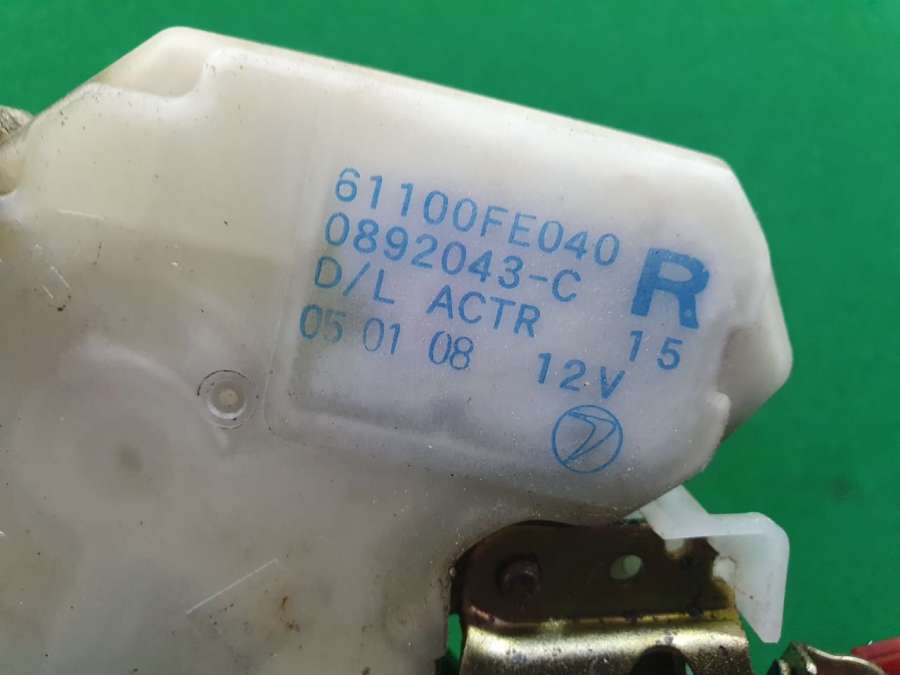 61100FE040
0892043-C
R
D/L ACTR
15
05 01 08
12V